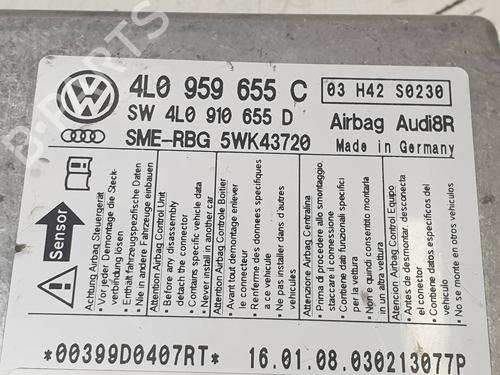 4L0 959 655 C
03 H42 S0230
SW 4L0 910 655 D
Airbag Audi8R
SME-RBG 5WK43720
Made in Germany
Sensor
Achtung Airbag Steuergerät
• Vor jeder Demontage die Steck-
verbindung lösen
• Enthält fahrzeugspezifische Daten
• Nie in andere Fahrzeuge einbauen
Attention Airbag Control Unit
• Before any disassembly
detach the connector
• Contains specific vehicle data
• Never install in another car
Attention Airbag Controle Boitier
• Avant tout demontage enlever
le connecteur
• Renferme des donnees specifiques
a ce vehicule
• Ne pas installer dans d'autres
vehicules
Attenzione Airbag Centralina
• Prima di procedere allo smontaggio,
staccare il connessione
• Contiene dati funzionali specifici
per la vettura
• Non e quindi consentito montaria
in un altra vettura
Atencion Airbag Control Equipo
• Antes de desmontar, desconecta
el conector
• Contiene datos especificos del
vehiculo
• No se monte en otros vehiculos
*00399D0407RT* 16.01.08.030213077P
B-PARTS